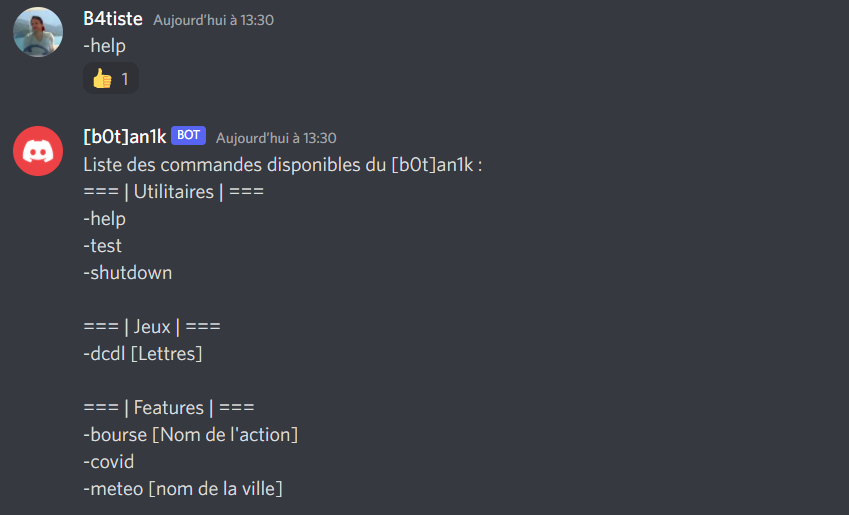 B4tiste Aujourd'hui à 13:30
-help
👍 1
[b0t]an1k BOT Aujourd'hui à 13:30
Liste des commandes disponibles du [b0t]an1k :
=== | Utilitaires | ===
-help
-test
-shutdown
=== | Jeux | ===
-dcdl [Lettres]
=== | Features | ===
-bourse [Nom de l'action]
-covid
-meteo [nom de la ville]